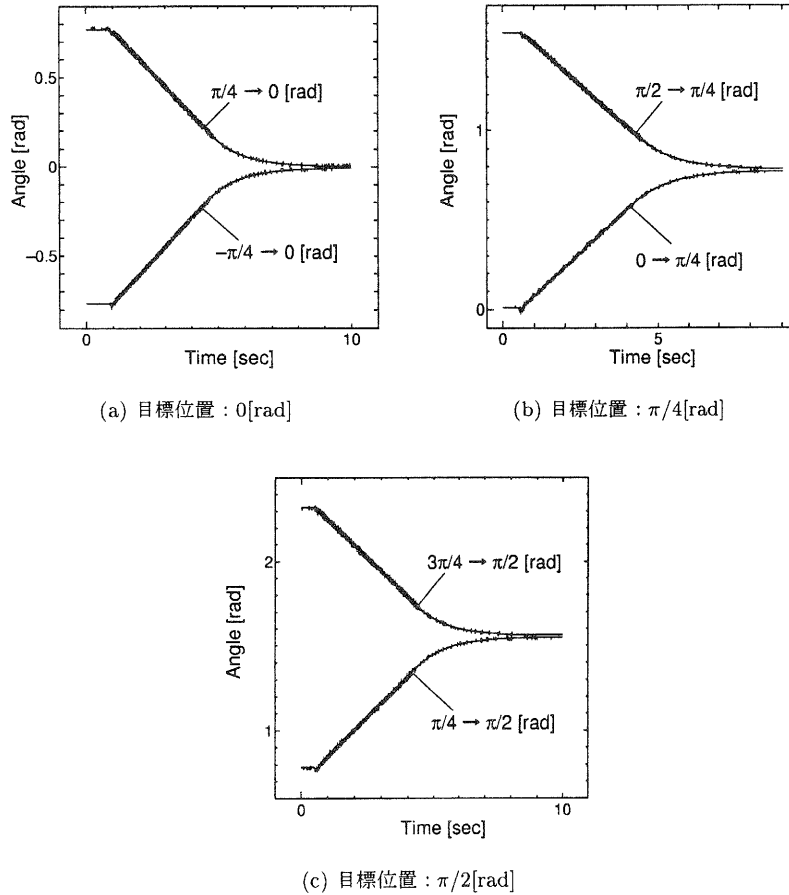 0.5
0
−0.5
Angle [rad]
π/4 → 0 [rad]
−π/4 → 0 [rad]
0
10
Time [sec]
(a) 目標位置：0[rad]
1
0
Angle [rad]
π/2 → π/4 [rad]
0 → π/4 [rad]
0
5
Time [sec]
(b) 目標位置：π/4[rad]
2
1
Angle [rad]
3π/4 → π/2 [rad]
π/4 → π/2 [rad]
0
10
Time [sec]
(c) 目標位置：π/2[rad]